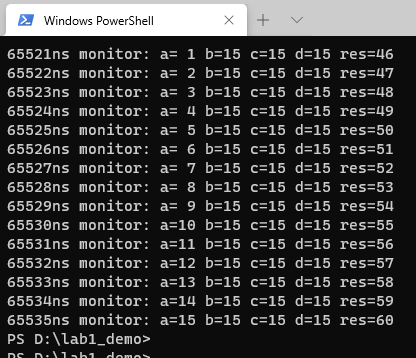 Windows PowerShell
65521ns monitor: a= 1 b=15 c=15 d=15 res=46
65522ns monitor: a= 2 b=15 c=15 d=15 res=47
65523ns monitor: a= 3 b=15 c=15 d=15 res=48
65524ns monitor: a= 4 b=15 c=15 d=15 res=49
65525ns monitor: a= 5 b=15 c=15 d=15 res=50
65526ns monitor: a= 6 b=15 c=15 d=15 res=51
65527ns monitor: a= 7 b=15 c=15 d=15 res=52
65528ns monitor: a= 8 b=15 c=15 d=15 res=53
65529ns monitor: a= 9 b=15 c=15 d=15 res=54
65530ns monitor: a=10 b=15 c=15 d=15 res=55
65531ns monitor: a=11 b=15 c=15 d=15 res=56
65532ns monitor: a=12 b=15 c=15 d=15 res=57
65533ns monitor: a=13 b=15 c=15 d=15 res=58
65534ns monitor: a=14 b=15 c=15 d=15 res=59
65535ns monitor: a=15 b=15 c=15 d=15 res=60
PS D:\lab1_demo>
PS D:\lab1_demo>